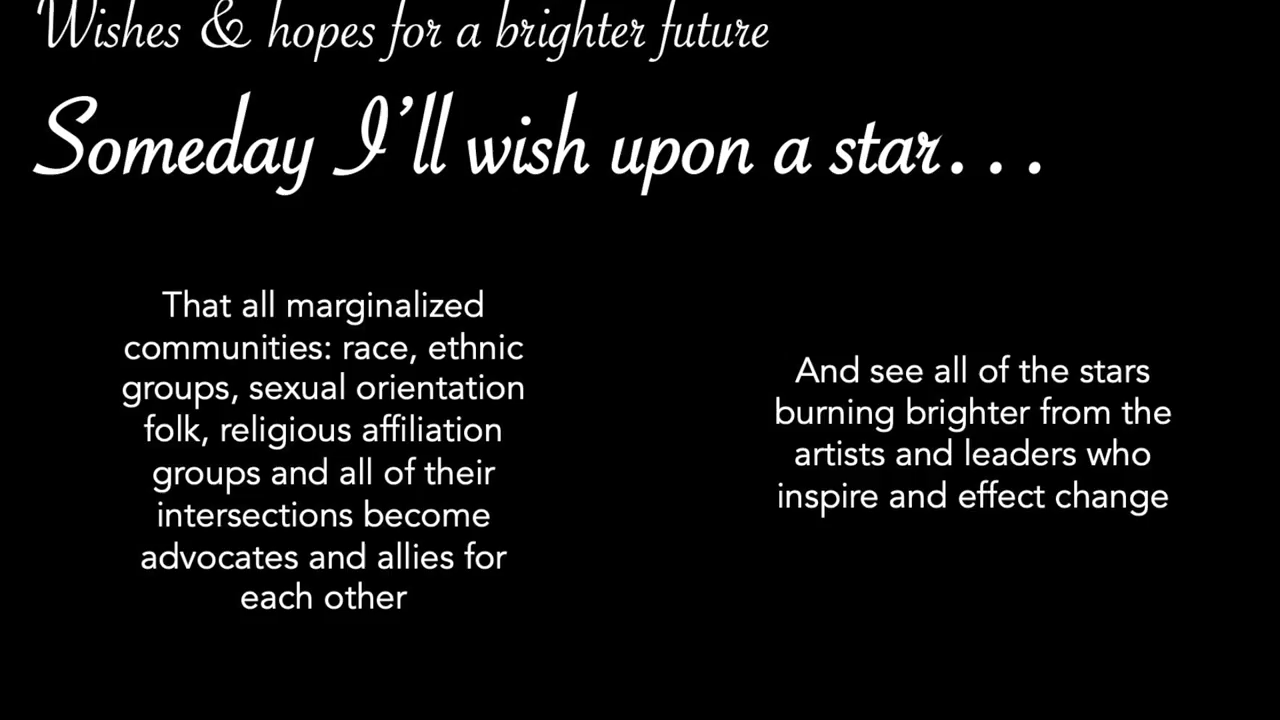 Wishes & hopes for a brighter future
Someday I'll wish upon a star...
That all marginalized
communities: race, ethnic
groups, sexual orientation
folk, religious affiliation
groups and all of their
intersections become
advocates and allies for
each other
And see all of the stars
burning brighter from the
artists and leaders who
inspire and effect change